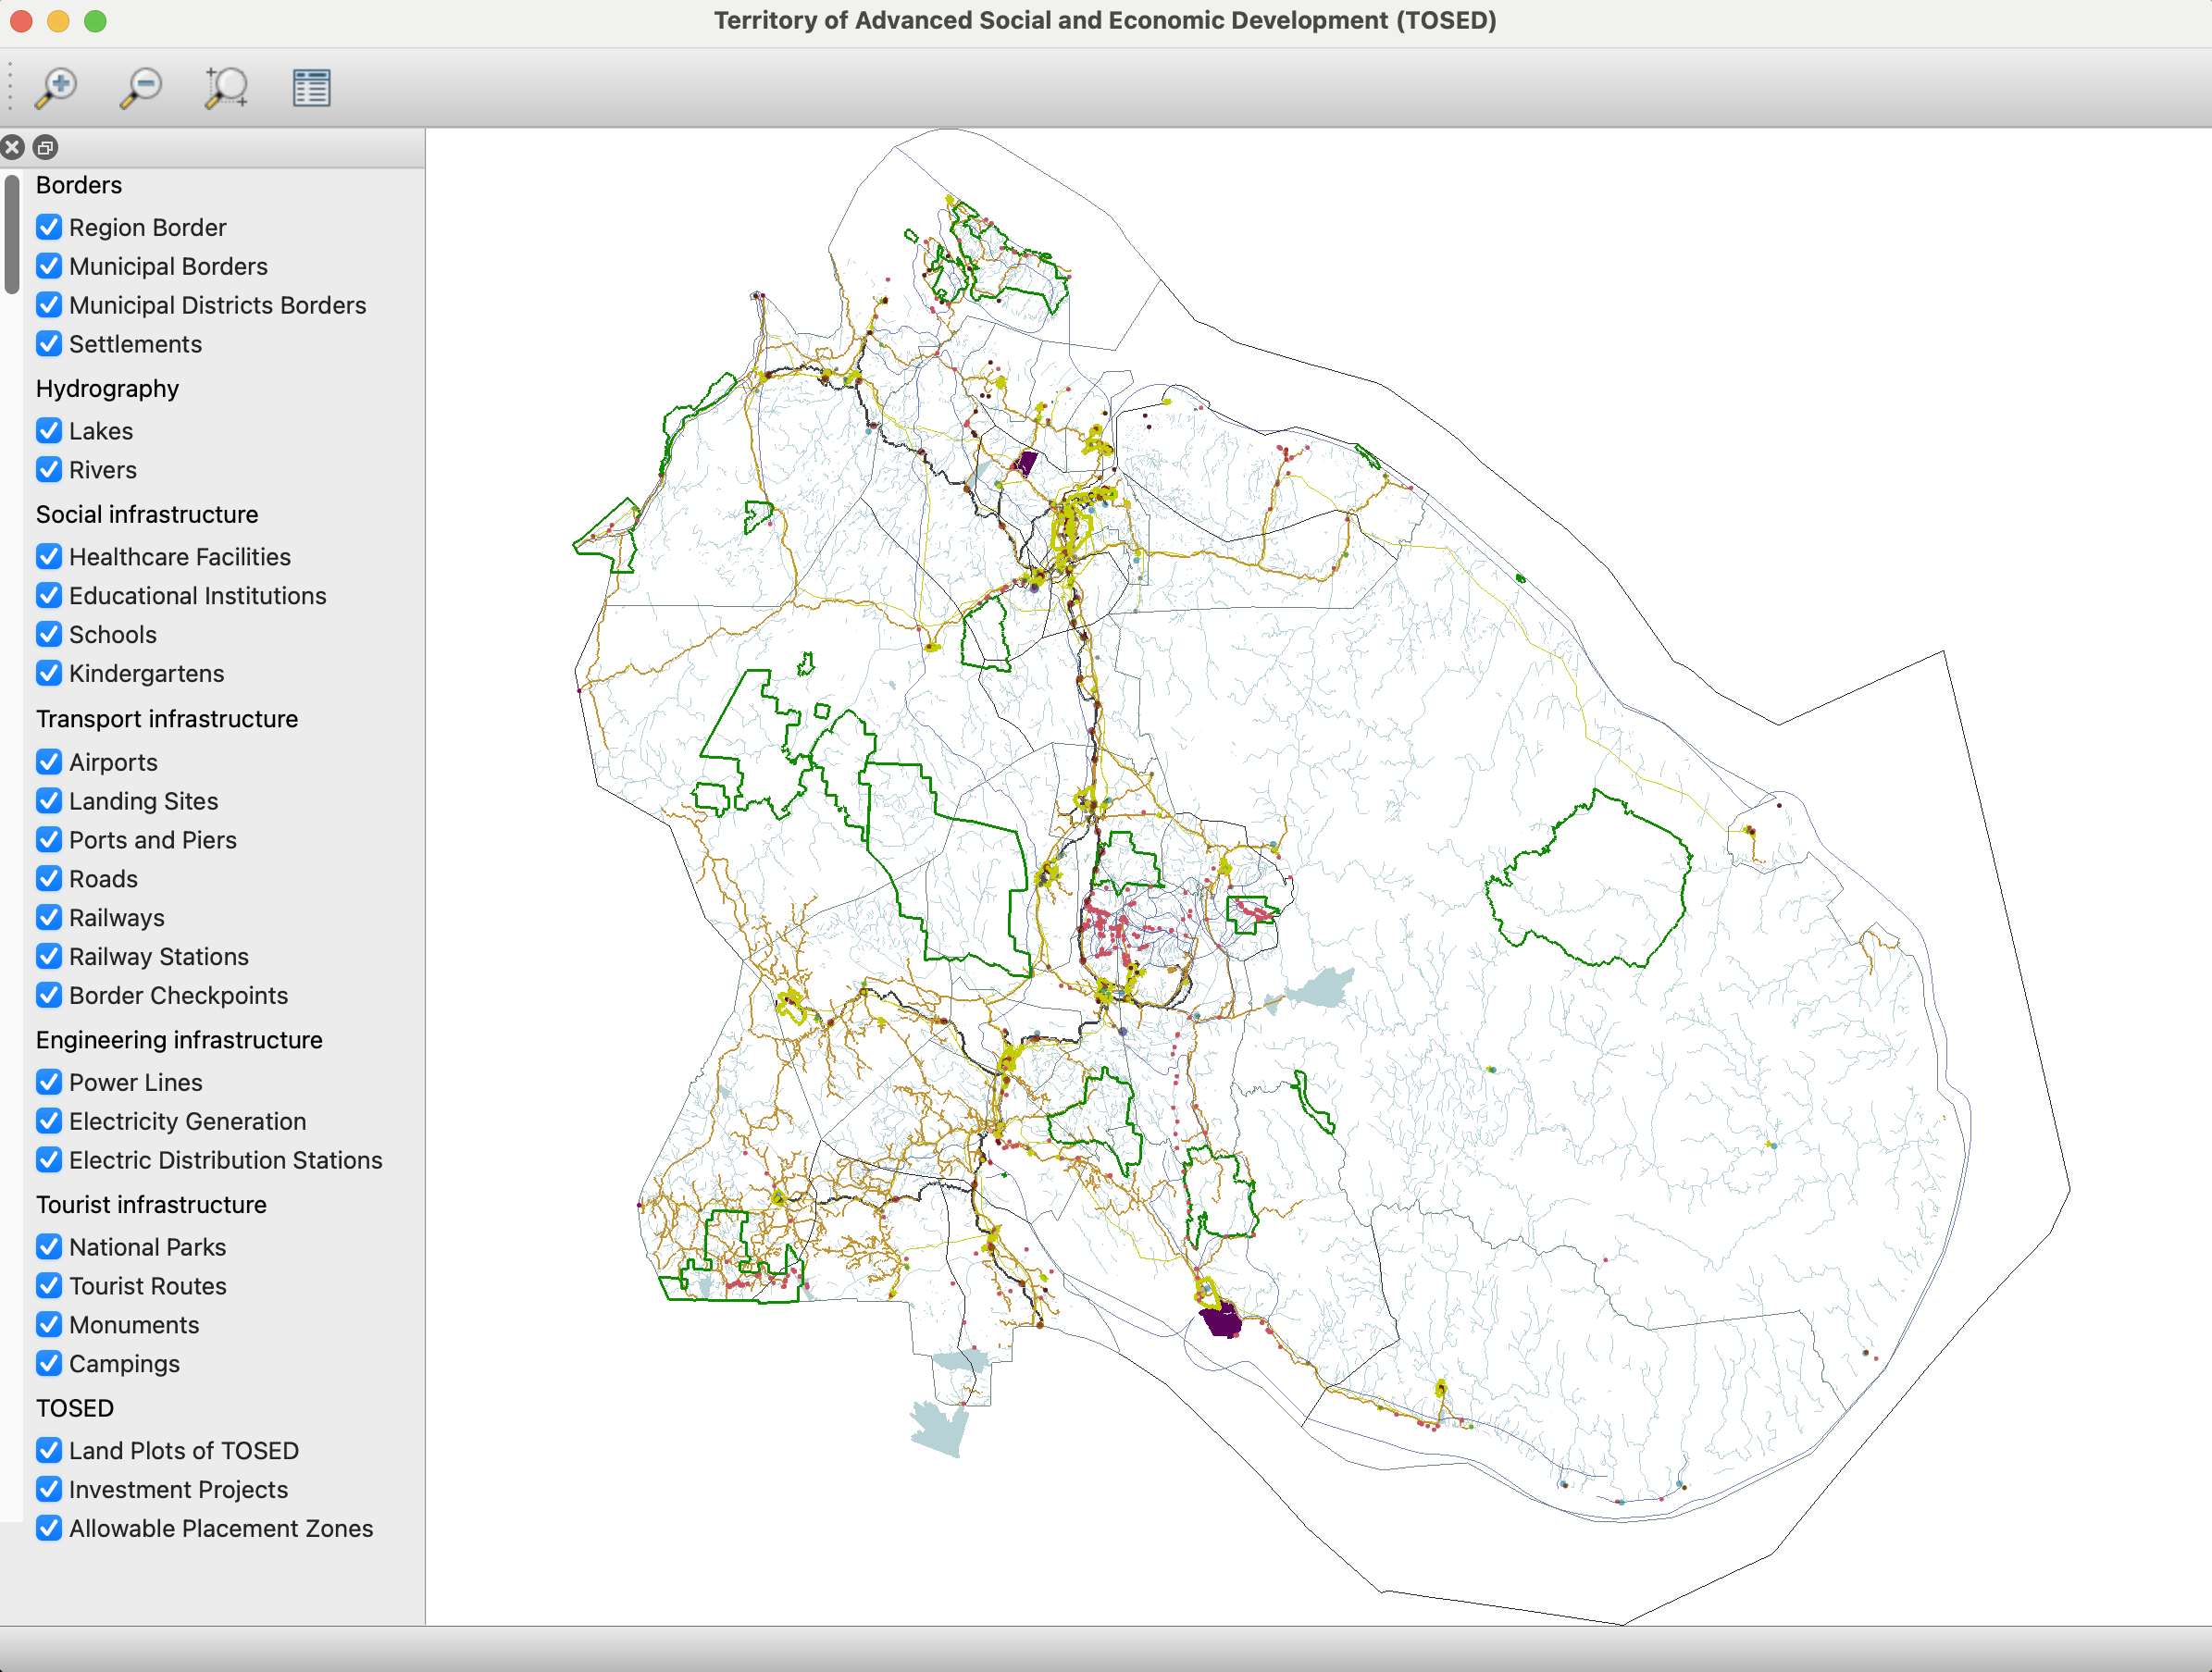 Territory of Advanced Social and Economic Development (TOSED)
Borders
Region Border
Municipal Borders
Municipal Districts Borders
Settlements
Hydrography
Lakes
Rivers
Social infrastructure
Healthcare Facilities
Educational Institutions
Schools
Kindergartens
Transport infrastructure
Airports
Landing Sites
Ports and Piers
Roads
Railways
Railway Stations
Border Checkpoints
Engineering infrastructure
Power Lines
Electricity Generation
Electric Distribution Stations
Tourist infrastructure
National Parks
Tourist Routes
Monuments
Campings
TOSED
Land Plots of TOSED
Investment Projects
Allowable Placement Zones